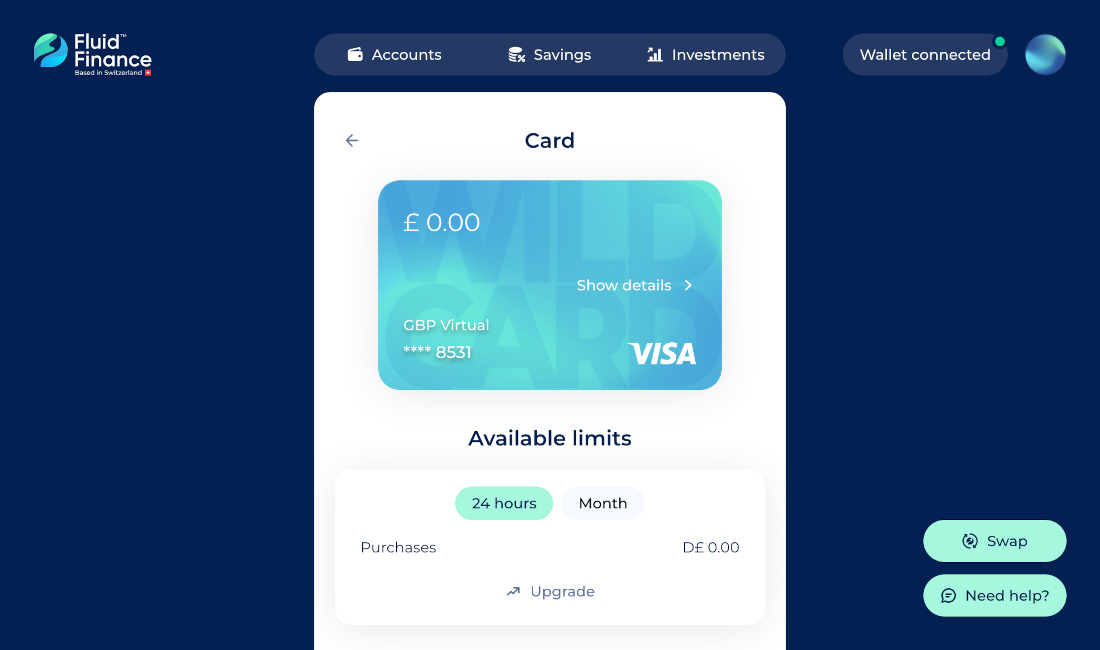 Fluid™
Finance
Based in Switzerland
Accounts
Savings
Investments
Wallet connected
Card
WILD
CARD
£ 0.00
Show details
GBP Virtual
**** 8531
VISA
Available limits
24 hours
Month
Purchases
D£ 0.00
Upgrade
Swap
Need help?